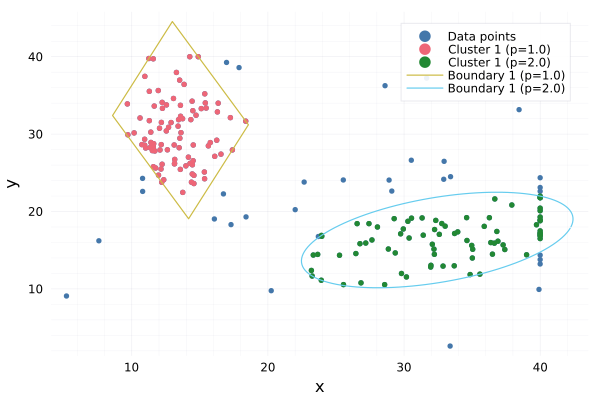 Data points
Cluster 1 (p=1.0)
Cluster 1 (p=2.0)
Boundary 1 (p=1.0)
Boundary 1 (p=2.0)
40
30
20
10
y
10
20
30
40
x